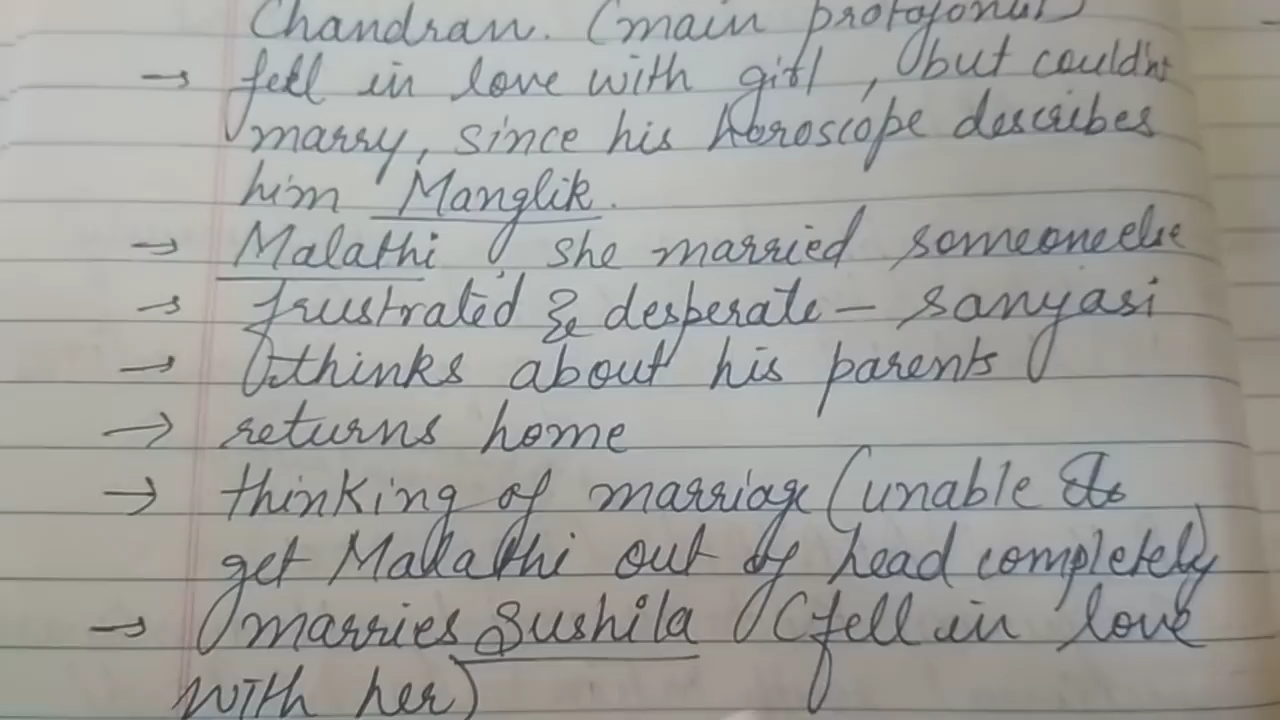 Chandran. (main protagonist)
→ fell in love with girl, but couldn't
marry, since his horoscope describes
him Manglik.
→ Malathi she married someone else
→ frustrated & desperate - sanyasi
→ thinks about his parents
→ returns home
→ thinking of marriage (unable to
get Malathi out of head completely)
→ marries Sushila (fell in love
with her)